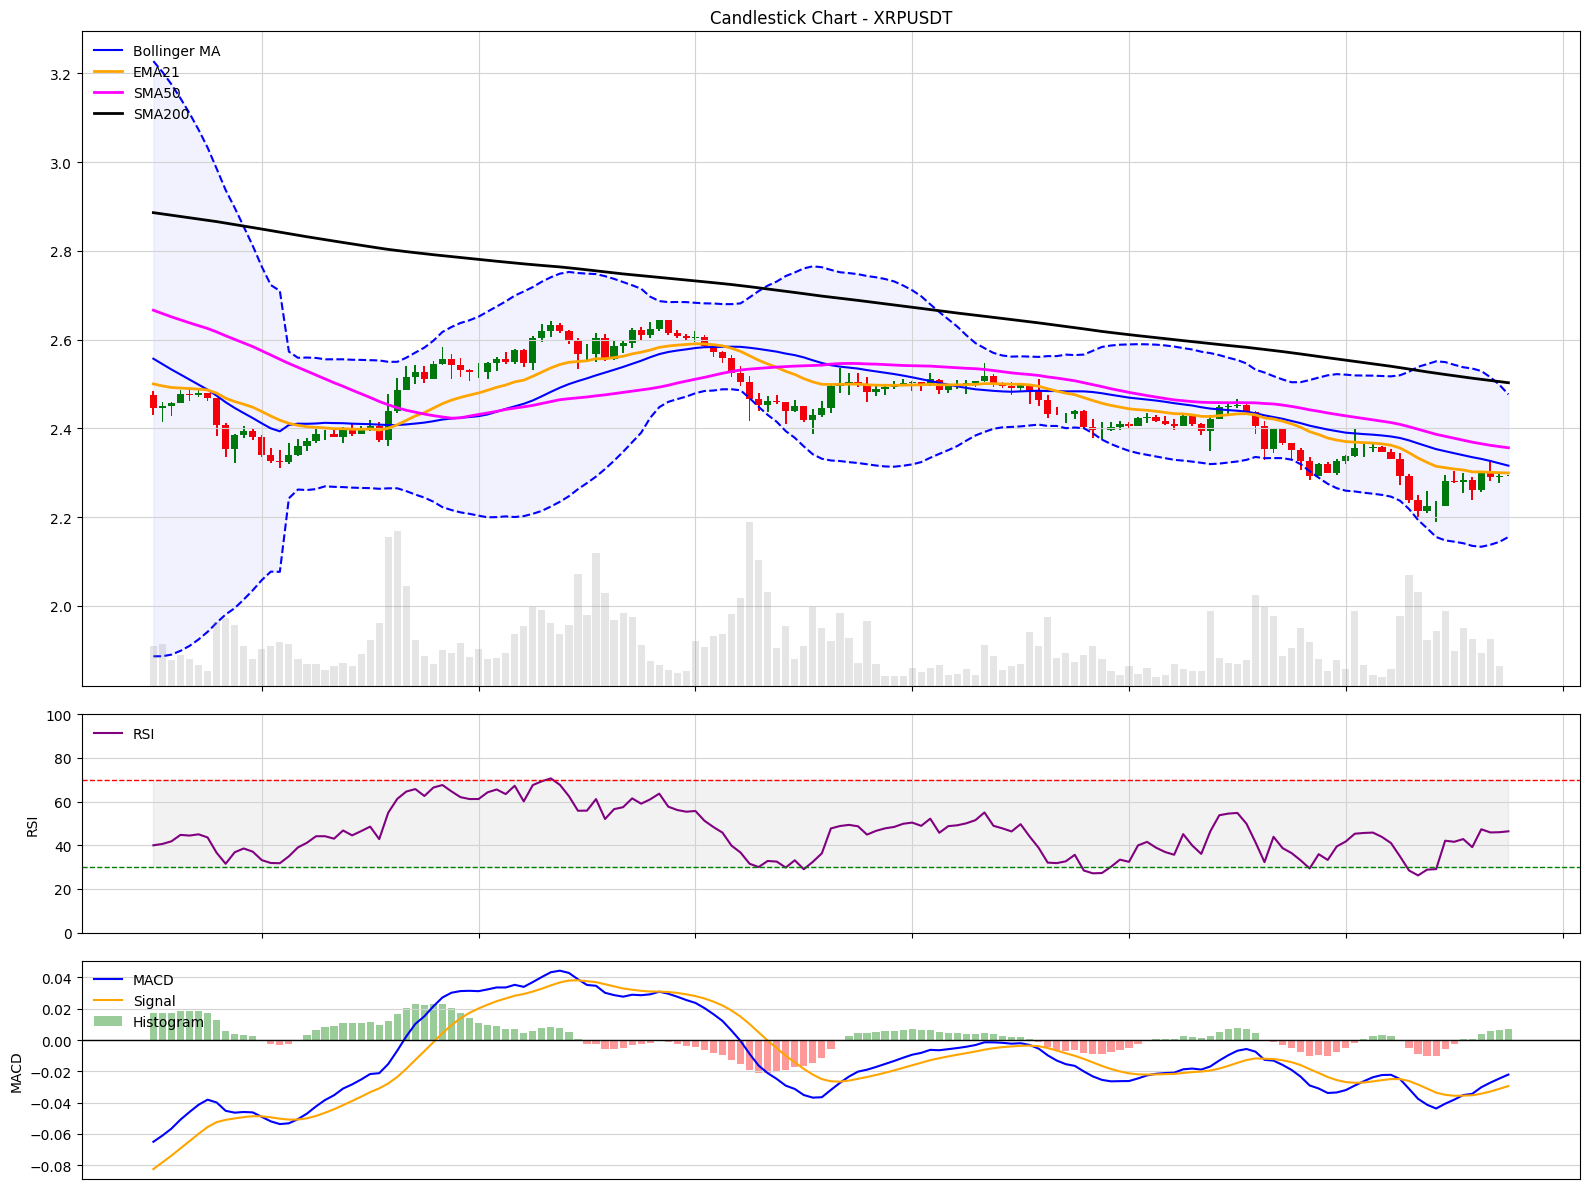 Candlestick Chart - XRPUSDT
Bollinger MA
EMA21
SMA50
SMA200
3.2
3.0
2.8
2.6
2.4
2.2
2.0
RSI
RSI
100
80
60
40
20
0
MACD
Signal
Histogram
MACD
0.04
0.02
0.00
−0.02
−0.04
−0.06
−0.08